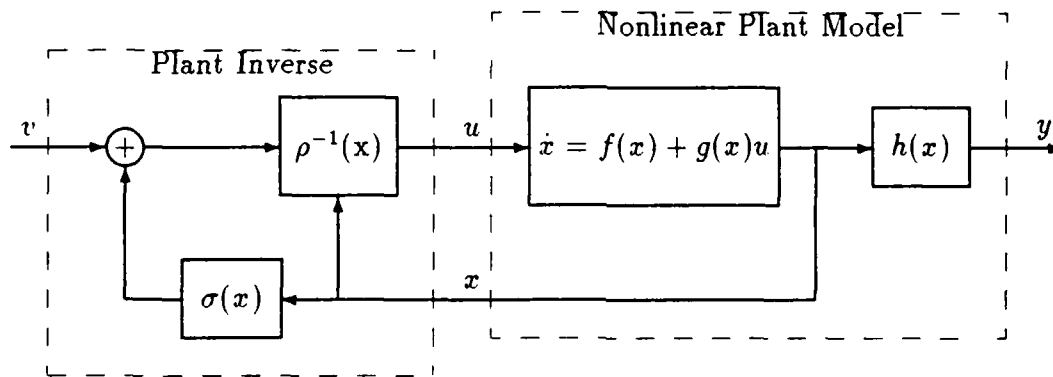 Nonlinear Plant Model
Plant Inverse
v
+
ρ⁻¹(x)
u
ẋ = f(x) + g(x)u
h(x)
y
σ(x)
x